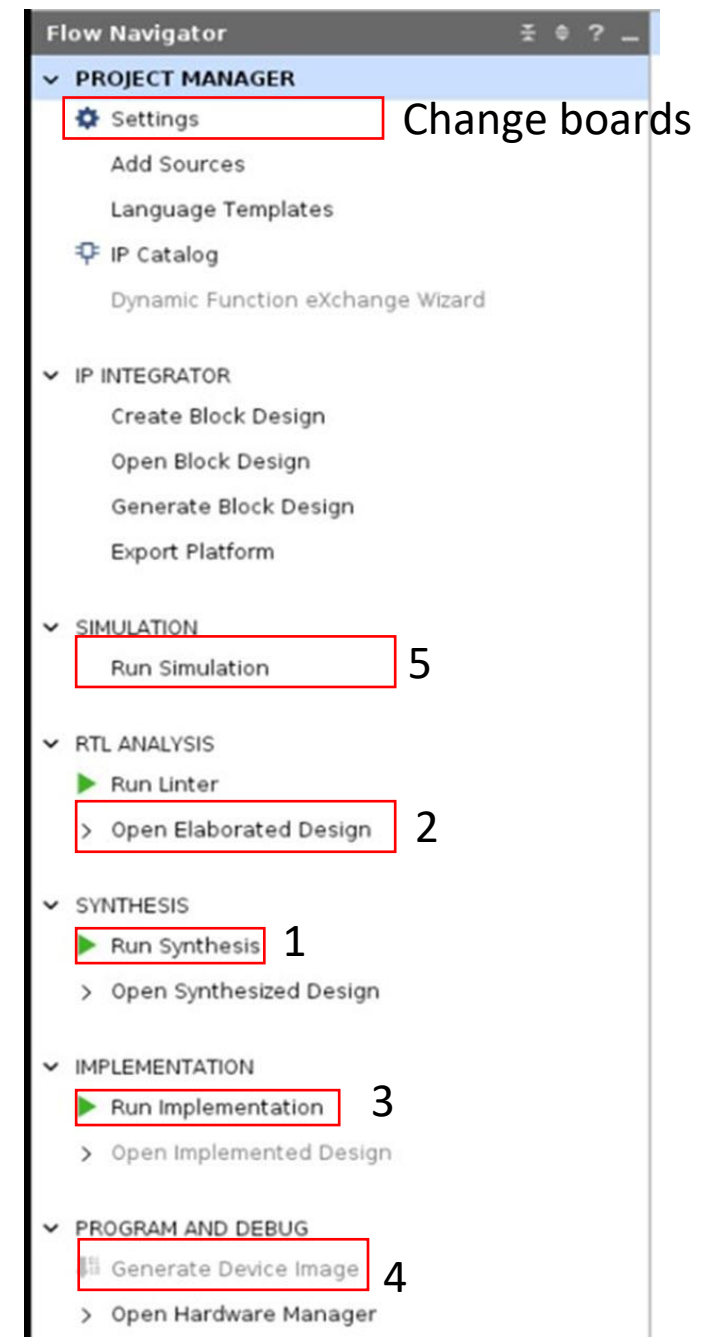 Flow Navigator ? _
PROJECT MANAGER
Settings Change boards
Add Sources
Language Templates
IP Catalog
Dynamic Function eXchange Wizard
IP INTEGRATOR
Create Block Design
Open Block Design
Generate Block Design
Export Platform
SIMULATION
Run Simulation 5
RTL ANALYSIS
Run Linter
> Open Elaborated Design 2
SYNTHESIS
Run Synthesis 1
> Open Synthesized Design
IMPLEMENTATION
Run Implementation 3
> Open Implemented Design
PROGRAM AND DEBUG
Generate Device Image 4
> Open Hardware Manager